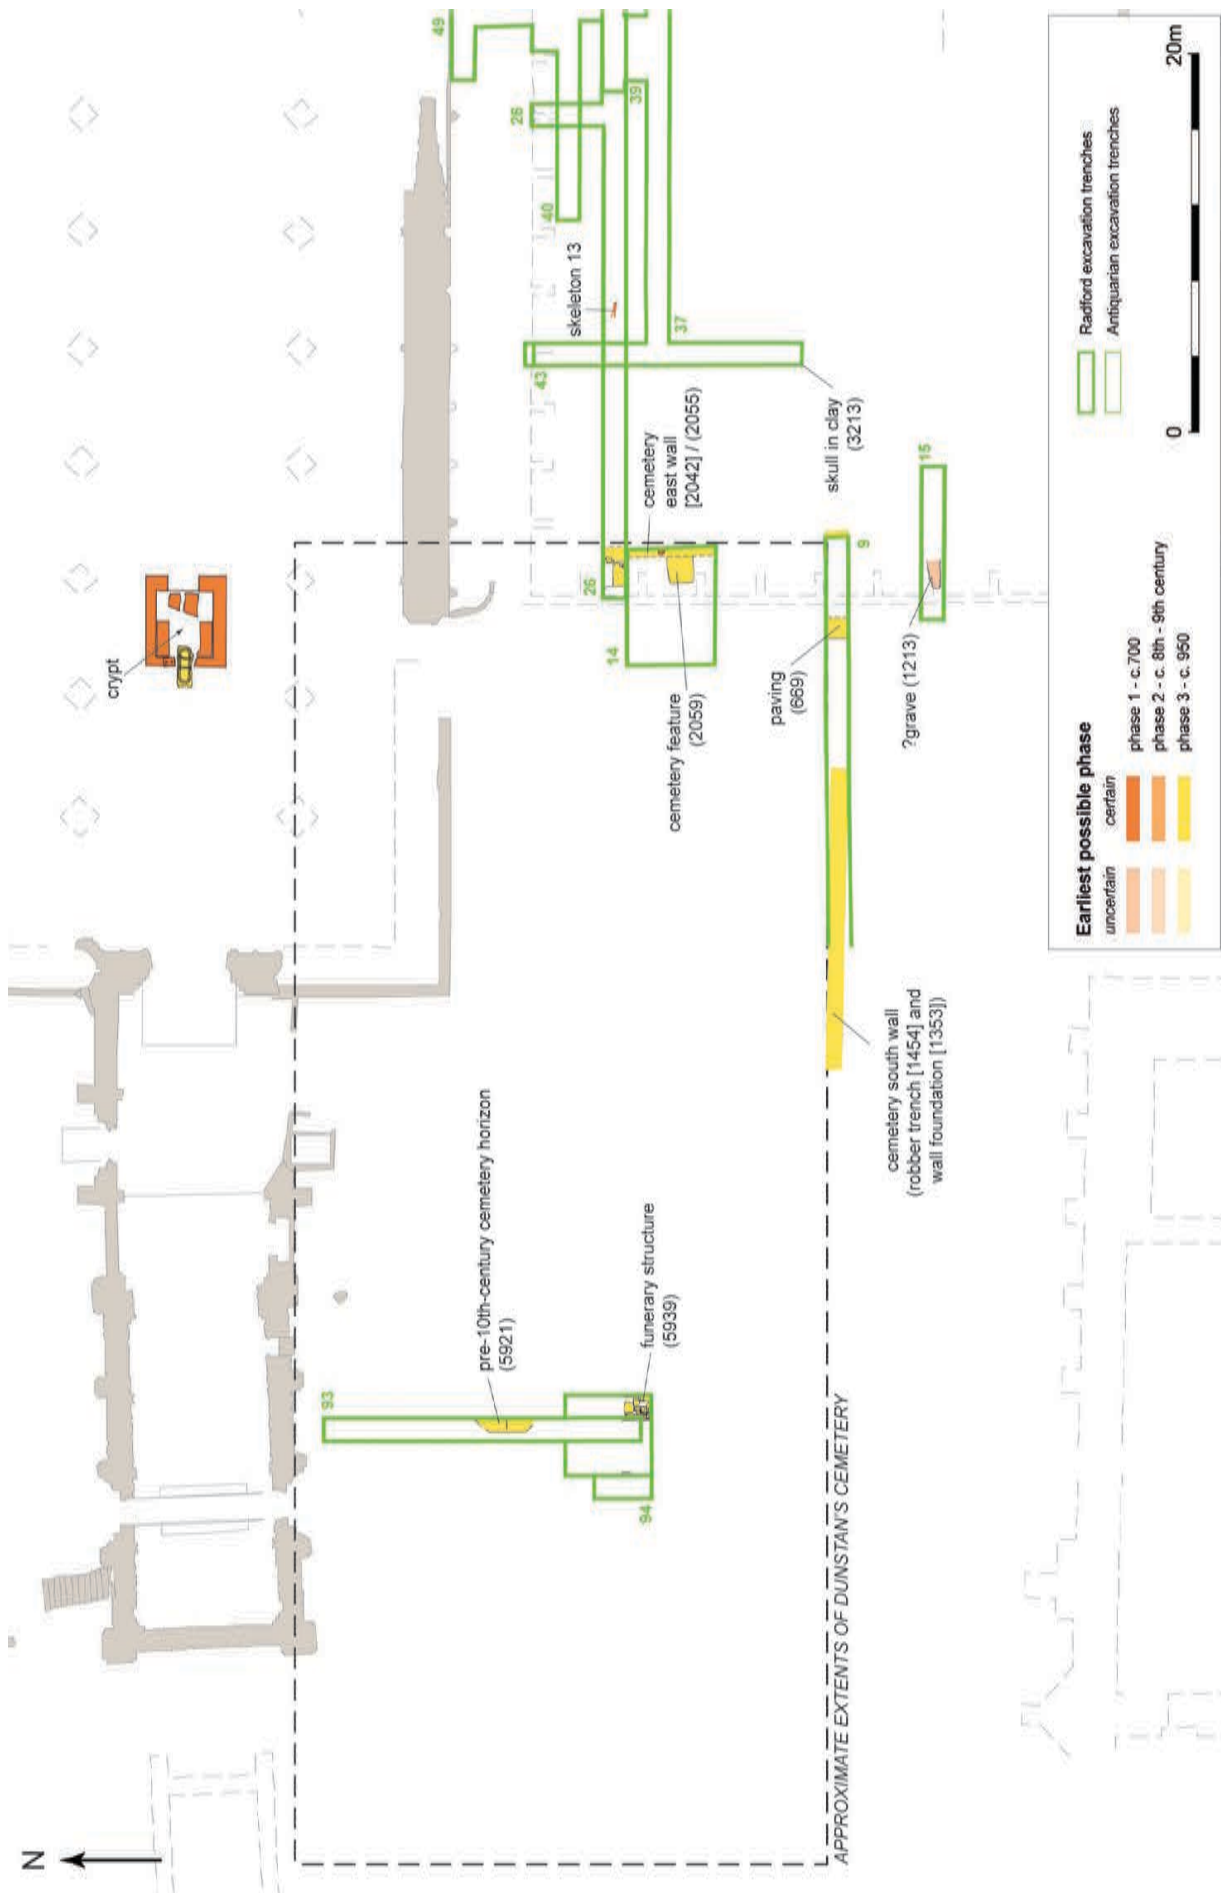 N
crypt
49
28
40
39
43
skeleton 13
37
26
14
cemetery
east wall
[2042] / (2055)
cemetery feature
(2059)
skull in clay
(3213)
9
15
paving
(669)
?grave (1213)
93
pre-10th-century cemetery horizon
(5921)
funerary structure
(5939)
94
cemetery south wall
(robber trench [1454] and
wall foundation [1353])
APPROXIMATE EXTENTS OF DUNSTAN'S CEMETERY
Earliest possible phase
uncertain certain
phase 1 - c.700
phase 2 - c. 8th - 9th century
phase 3 - c. 950
Radford excavation trenches
Antiquarian excavation trenches
0 20m